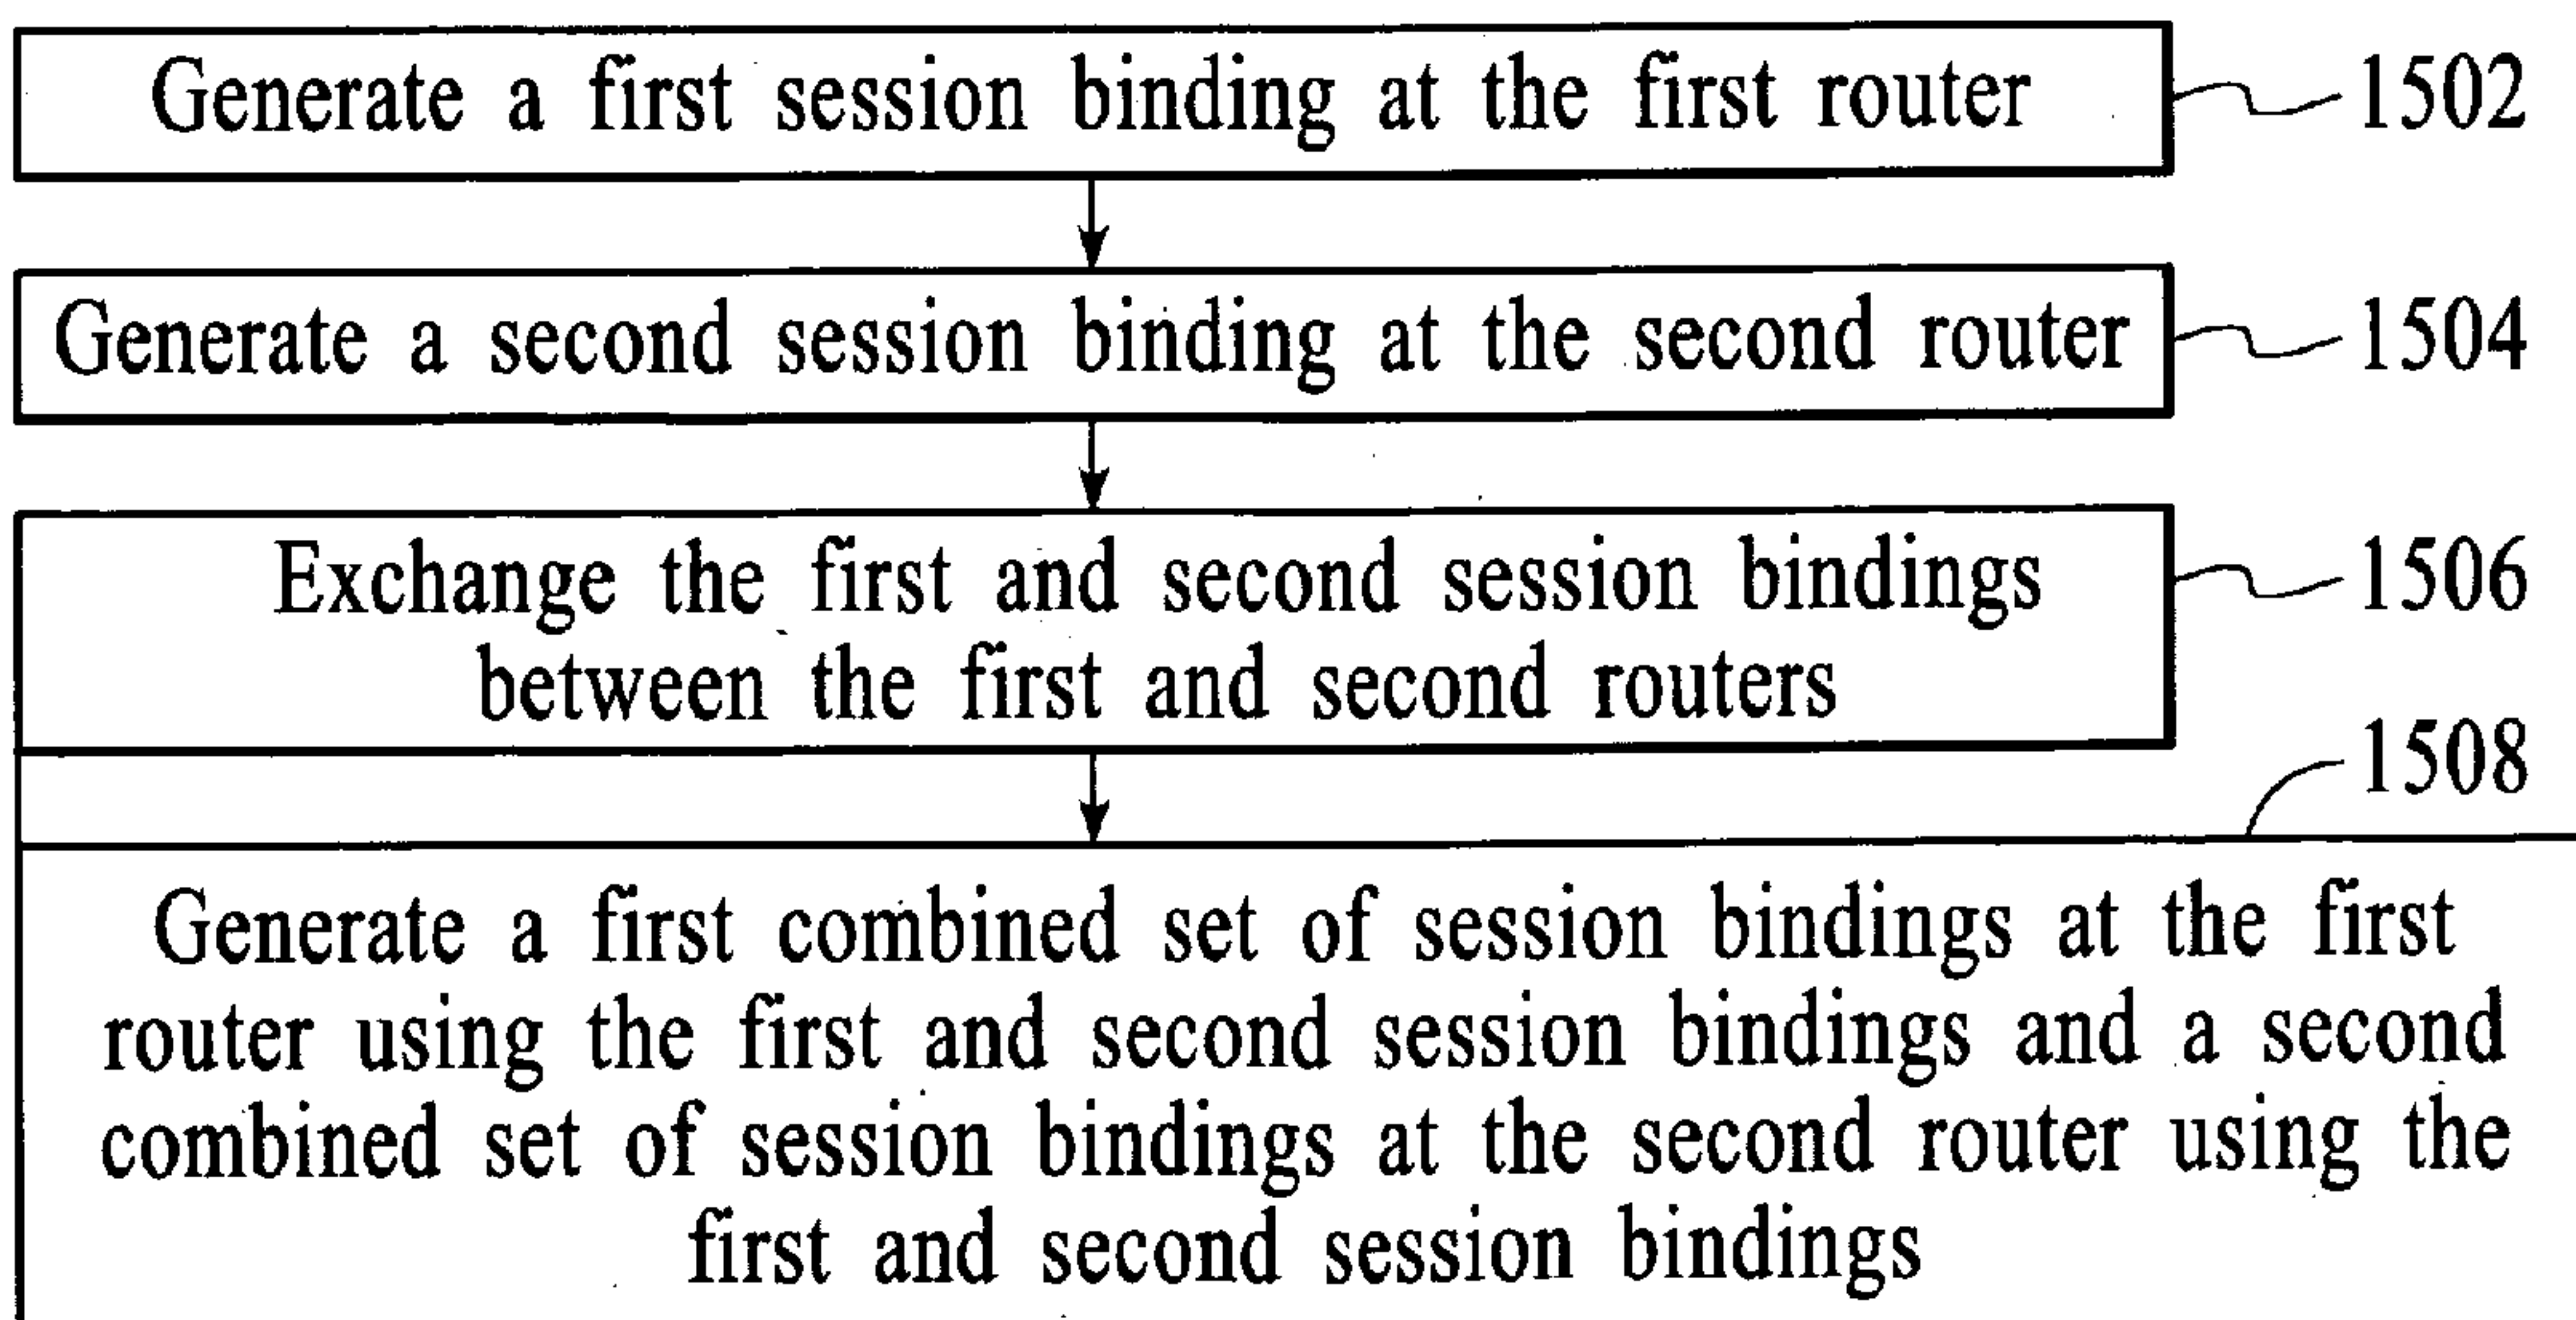 Generate a first session binding at the first router
1502
Generate a second session binding at the second router
1504
Exchange the first and second session bindings
between the first and second routers
1506
1508
Generate a first combined set of session bindings at the first
router using the first and second session bindings and a second
combined set of session bindings at the second router using the
first and second session bindings